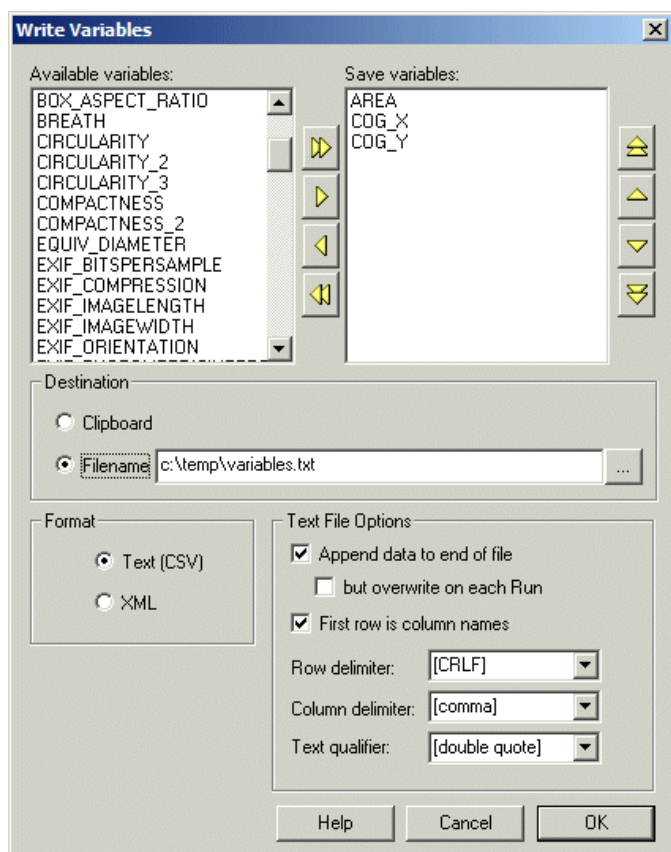 Write Variables
Available variables:
Save variables:
BOX_ASPECT_RATIO
BREATH
CIRCULARITY
CIRCULARITY_2
CIRCULARITY_3
COMPACTNESS
COMPACTNESS_2
EQUIV_DIAMETER
EXIF_BITSPERSAMPLE
EXIF_COMPRESSION
EXIF_IMAGELENGTH
EXIF_IMAGEWIDTH
EXIF_ORIENTATION
AREA
COG_X
COG_Y
Destination
Clipboard
Filename c:\temp\variables.txt ...
Format
Text (CSV)
XML
Text File Options
Append data to end of file
but overwrite on each Run
First row is column names
Row delimiter: [CRLF]
Column delimiter: [comma]
Text qualifier: [double quote]
Help Cancel OK